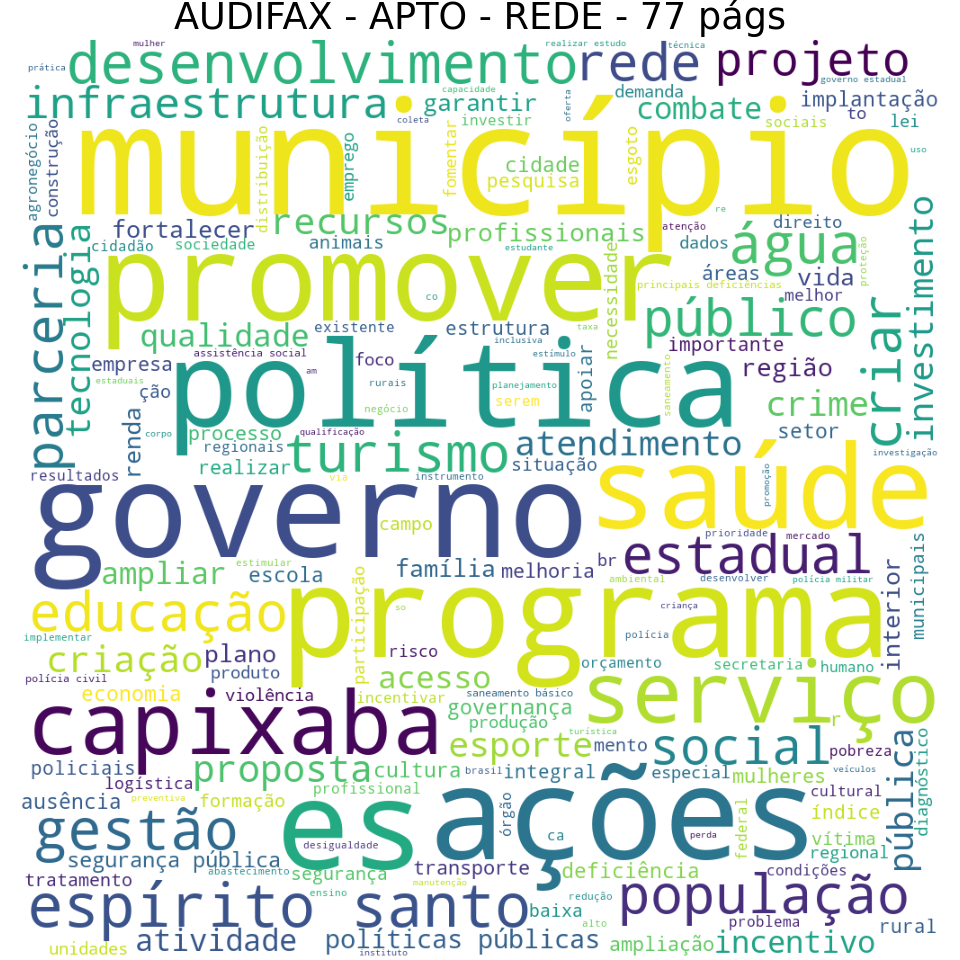 AUDIFAX - APTO - REDE - 77 págs
mulher
realizar estudo
técnica
prática
desenvolvimento
rede
projeto
governo estadual
capacidade
infraestrutura
garantir
oferta
demanda
combate
implantação
coleta
investir
sociais
to
lei
município
agronegócio
construção
distribuição
emprego
fomentar
cidade
pesquisa
esgoto
uso
re
fortalecer
recursos
profissionais
atenção
direito
cidadão
sociedade
animais
estudante
dados
água
proteção
parceria
tecnologia
promover
necessidade
áreas
vida
principais deficiências
melhor
co
investimento
qualidade
existente
estrutura
taxa
público
criar
inclusiva
importante
empresa
assistência social
foco
estímulo
região
estaduais
ção
am
rurais
política
planejamento
apoiar
saneamento
serem
crime
negócio
renda
corpo
processo
qualificação
setor
regionais
turismo
atendimento
realizar
situação
investigação
resultados
via
instrumento
promoção
governo
saúde
campo
prioridade
mercado
estimular
ampliar
escola
família
melhoria
br
estadual
ambiental
desenvolver
polícia militar
municipais
interior
educação
participação
so
programa
criança
implementar
polícia
criação
plano
risco
orçamento
secretaria
humano
polícia civil
produto
acesso
economia
violência
incentivar
saneamento básico
governança
serviço
capixaba
produção
turística
r
esporte
mento
social
pobreza
policiais
proposta
cultura
brasil
integral
especial
mulheres
veículos
pública
diagnóstico
logística
profissional
cultural
ausência
preventiva
formação
es
ações
órgão
federal
índice
gestão
desigualdade
ca
perda
vítima
regional
segurança pública
abastecimento
segurança
transporte
deficiência
condições
tratamento
manutenção
ensino
redução
população
espírito santo
baixa
alto
problema
rural
unidades
atividade
políticas públicas
instituto
ampliação
incentivo